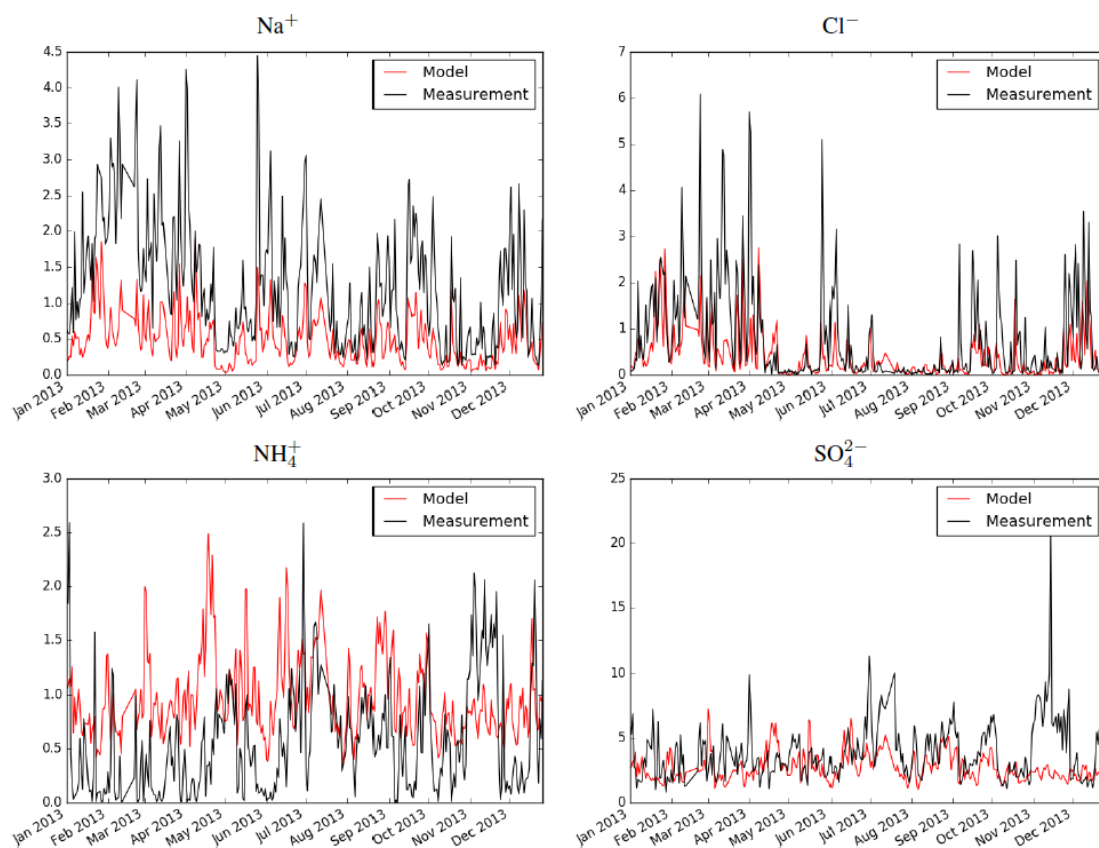 Na⁺
4.5
4.0
3.5
3.0
2.5
2.0
1.5
1.0
0.5
0.0
Model
Measurement
Jan 2013
Feb 2013
Mar 2013
Apr 2013
May 2013
Jun 2013
Jul 2013
Aug 2013
Sep 2013
Oct 2013
Nov 2013
Dec 2013
Cl⁻
7
6
5
4
3
2
1
0
Model
Measurement
Jan 2013
Feb 2013
Mar 2013
Apr 2013
May 2013
Jun 2013
Jul 2013
Aug 2013
Sep 2013
Oct 2013
Nov 2013
Dec 2013
NH₄⁺
3.0
2.5
2.0
1.5
1.0
0.5
0.0
Model
Measurement
Jan 2013
Feb 2013
Mar 2013
Apr 2013
May 2013
Jun 2013
Jul 2013
Aug 2013
Sep 2013
Oct 2013
Nov 2013
Dec 2013
SO₄²⁻
25
20
15
10
5
0
Model
Measurement
Jan 2013
Feb 2013
Mar 2013
Apr 2013
May 2013
Jun 2013
Jul 2013
Aug 2013
Sep 2013
Oct 2013
Nov 2013
Dec 2013